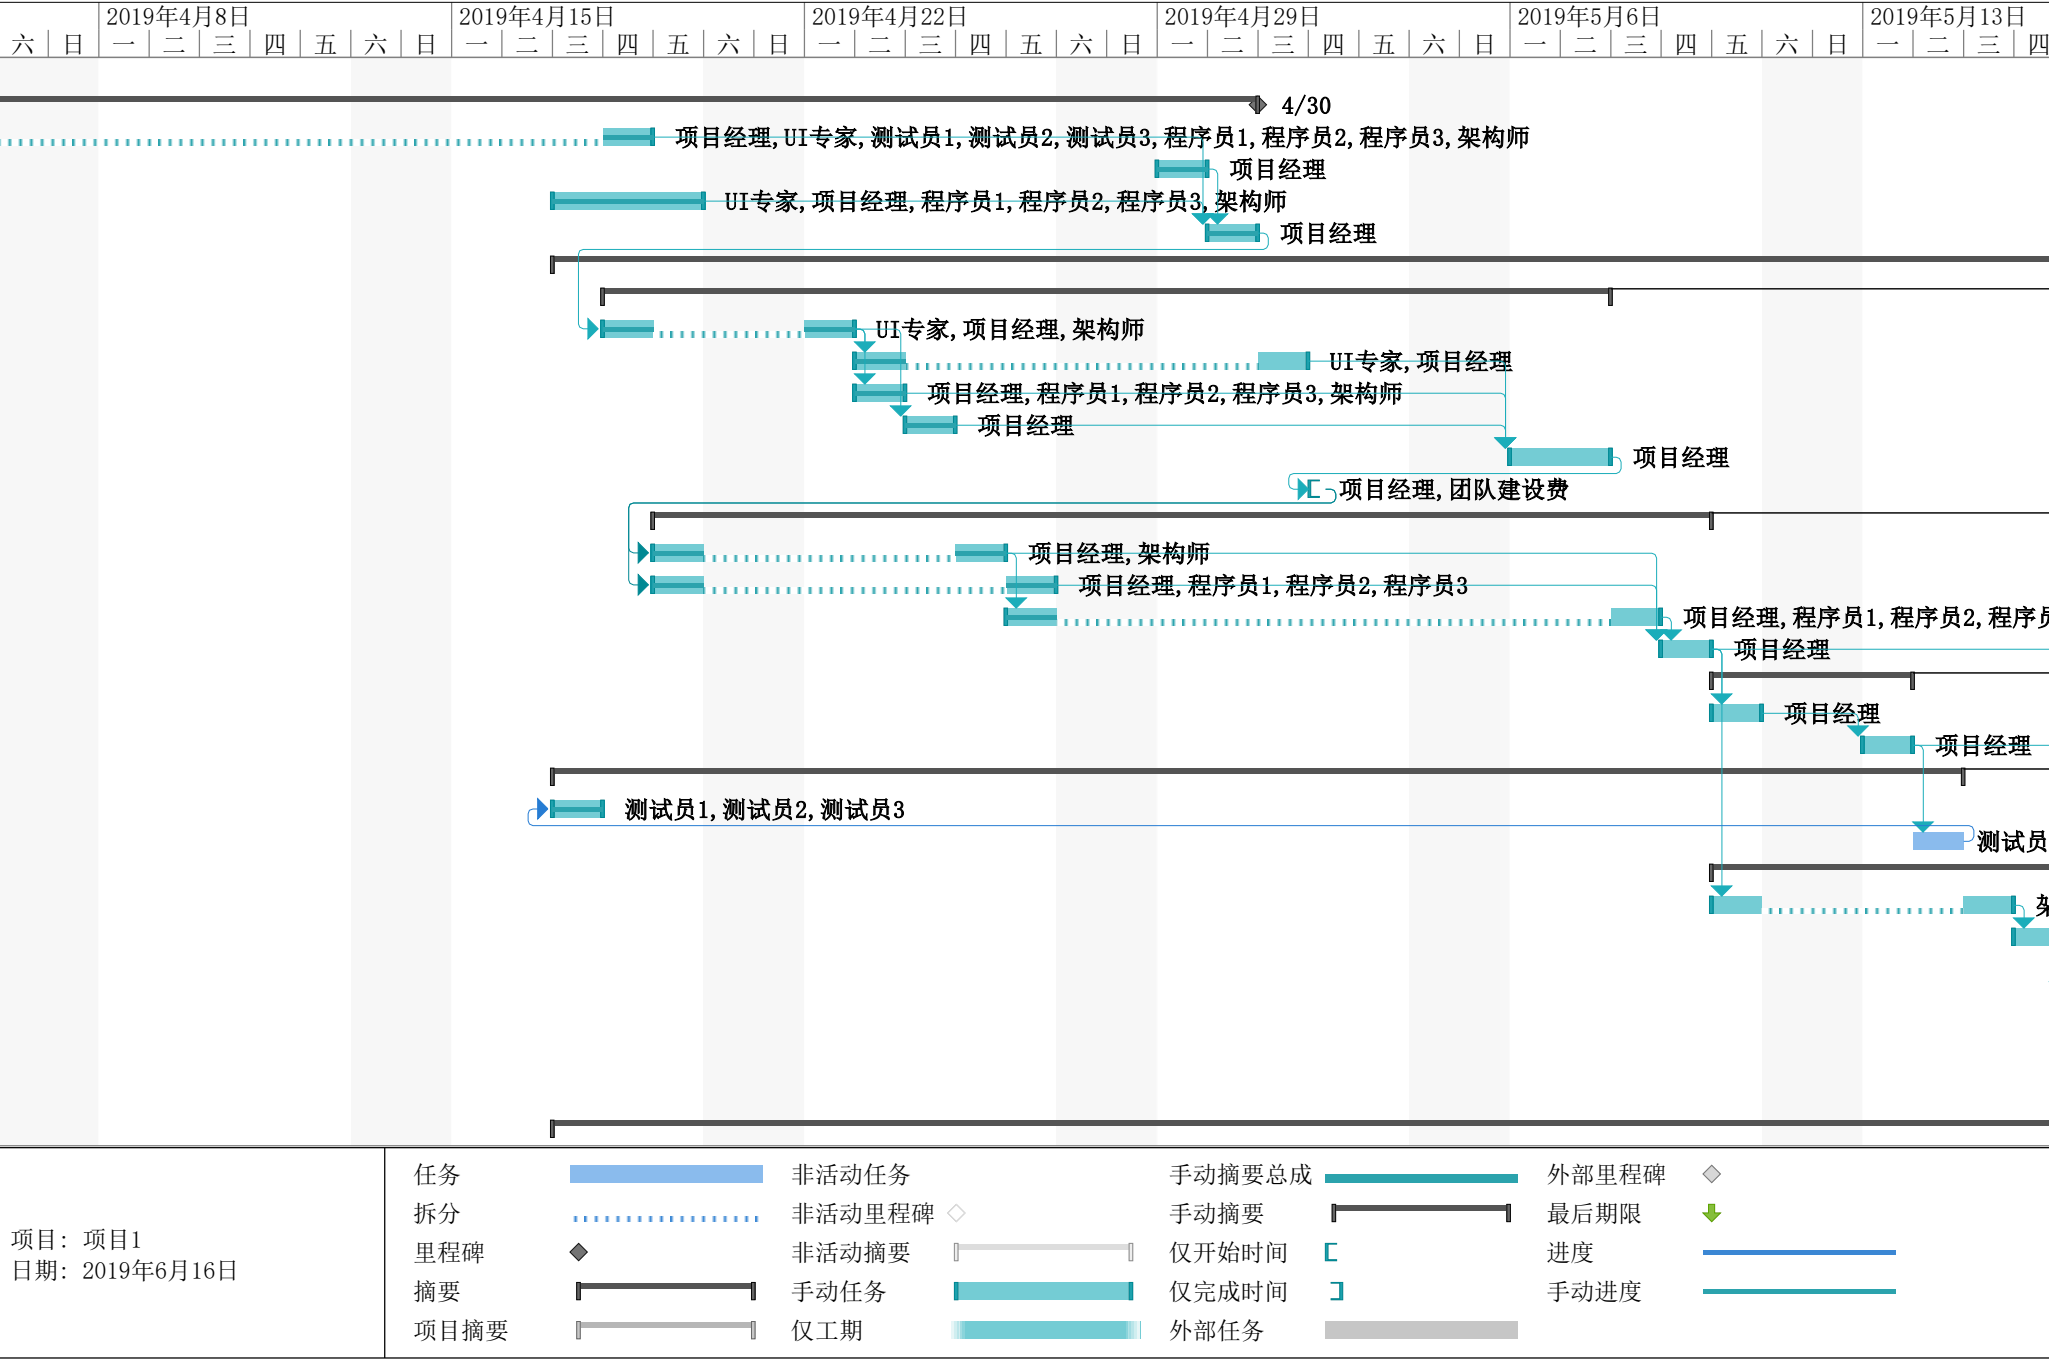 2019年4月8日 2019年4月15日 2019年4月22日 2019年4月29日 2019年5月6日 2019年5月13日
六 日 一 二 三 四 五 六 日 一 二 三 四 五 六 日 一 二 三 四 五 六 日 一 二 三 四 五 六 日 一 二 三 四 五 六 日 一 二 三 四
4/30
项目经理,UI专家,测试员1,测试员2,测试员3,程序员1,程序员2,程序员3,架构师
项目经理
UI专家,项目经理,程序员1,程序员2,程序员3,架构师
项目经理
UI专家,项目经理,架构师
UI专家,项目经理
项目经理,程序员1,程序员2,程序员3,架构师
项目经理
项目经理
项目经理,团队建设费
项目经理,架构师
项目经理,程序员1,程序员2,程序员3
项目经理,程序员1,程序员2,程序员
项目经理
项目经理
项目经理
测试员1,测试员2,测试员3
测试员
架
项目: 项目1
日期: 2019年6月16日
任务
拆分
里程碑
摘要
项目摘要
非活动任务
非活动里程碑
非活动摘要
手动任务
仅工期
手动摘要总成
手动摘要
仅开始时间
仅完成时间
外部任务
外部里程碑
最后期限
进度
手动进度